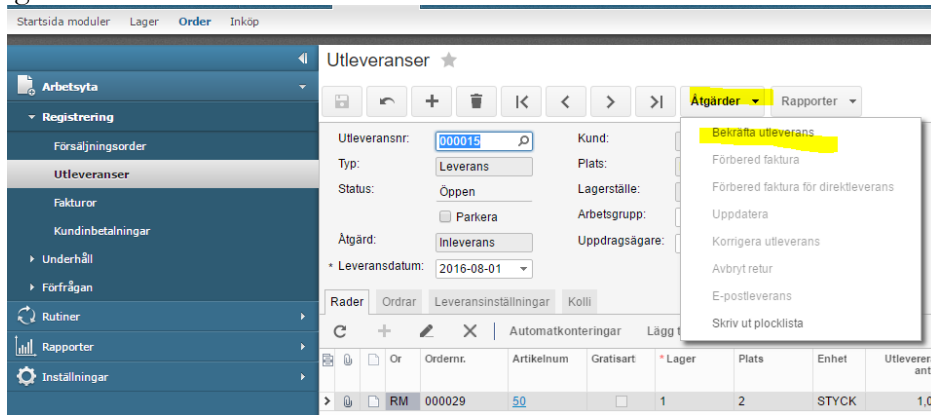 Startsida moduler Lager Order Inköp
Utleveranser
Arbetsyta
Åtgärder Rapporter
Registrering
Utleveransnr: 000015 Kund: Bekräfta utleverans
Försäljningsorder
Typ: Leverans Plats: Förbered faktura
Utleveranser
Status: Öppen Lagerställe: Förbered faktura för direktleverans
Fakturor
Parkera Arbetsgrupp: Uppdatera
Kundinbetalningar
Åtgärd: Inleverans Uppdragsägare: Korrigera utleverans
Underhåll
* Leveransdatum: 2016-08-01 Avbryt retur
Förfrågan
Rader Ordrar Leveransinställningar Kolli E-postleverans
Rutiner
Automatkonteringar Lägg t Skriv ut plocklista
Rapporter
Or Ordernr. Artikelnum Gratisart * Lager Plats Enhet Utleverer
ant
Inställningar
RM 000029 50 1 2 STYCK 1,0